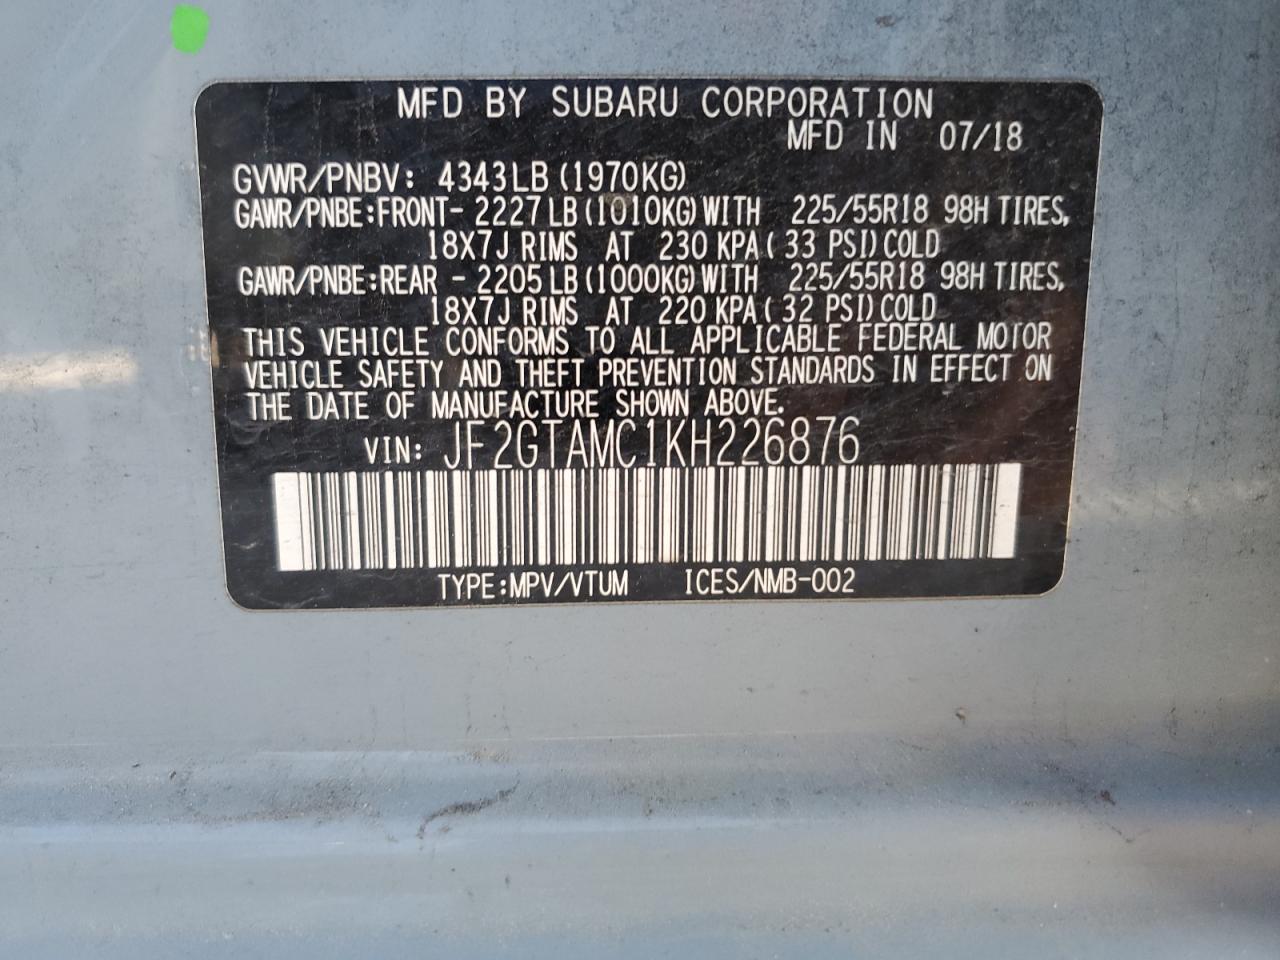 MFD BY SUBARU CORPORATION
MFD IN 07/18
GVWR/PNBV: 4343LB (1970KG)
GAWR/PNBE:FRONT- 2227LB (1010KG) WITH 225/55R18 98H TIRES,
18X7J RIMS AT 230 KPA ( 33 PSI) COLD
GAWR/PNBE:REAR - 2205LB (1000KG) WITH 225/55R18 98H TIRES,
18X7J RIMS AT 220 KPA ( 32 PSI) COLD
THIS VEHICLE CONFORMS TO ALL APPLICABLE FEDERAL MOTOR
VEHICLE SAFETY AND THEFT PREVENTION STANDARDS IN EFFECT ON
THE DATE OF MANUFACTURE SHOWN ABOVE.
VIN: JF2GTAMC1KH226876
TYPE:MPV/VTUM ICES/NMB-002